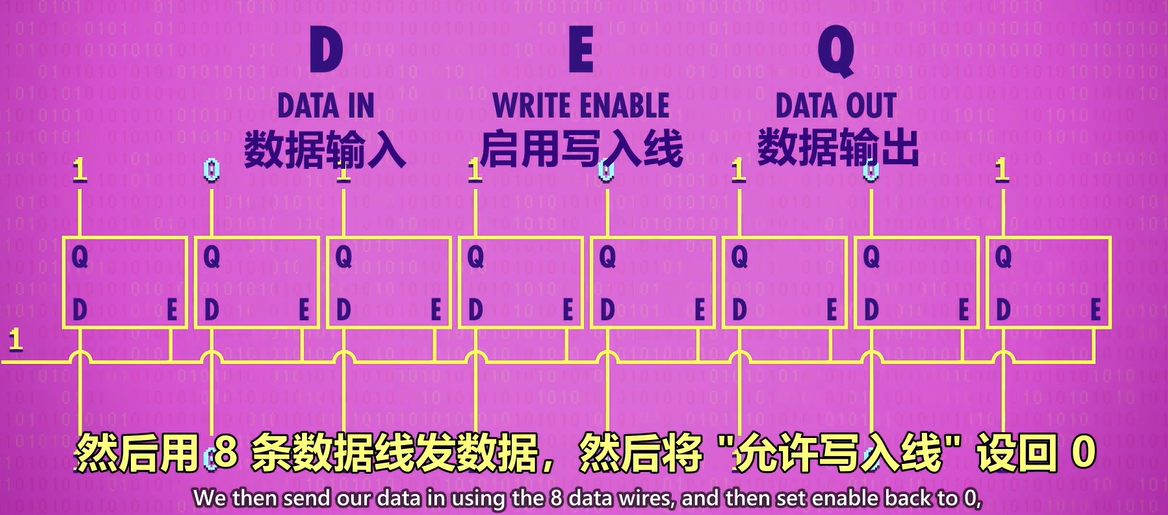 D E Q
DATA IN WRITE ENABLE DATA OUT
数据输入 启用写入线 数据输出
1 0 1 1 0 1 0 1
Q Q Q Q Q Q Q Q
D E D E D E D E D E D E D E D E
1
然后用 8 条数据线发数据，然后将 "允许写入线" 设回 0
We then send our data in using the 8 data wires, and then set enable back to 0,